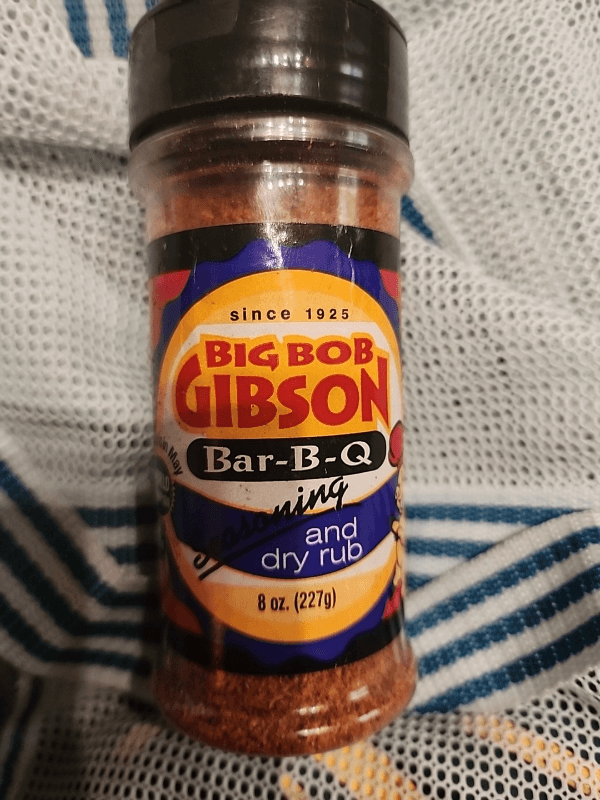 since 1925
BIG BOB
GIBSON
Bar-B-Q
Seasoning
and
dry rub
8 oz. (227g)